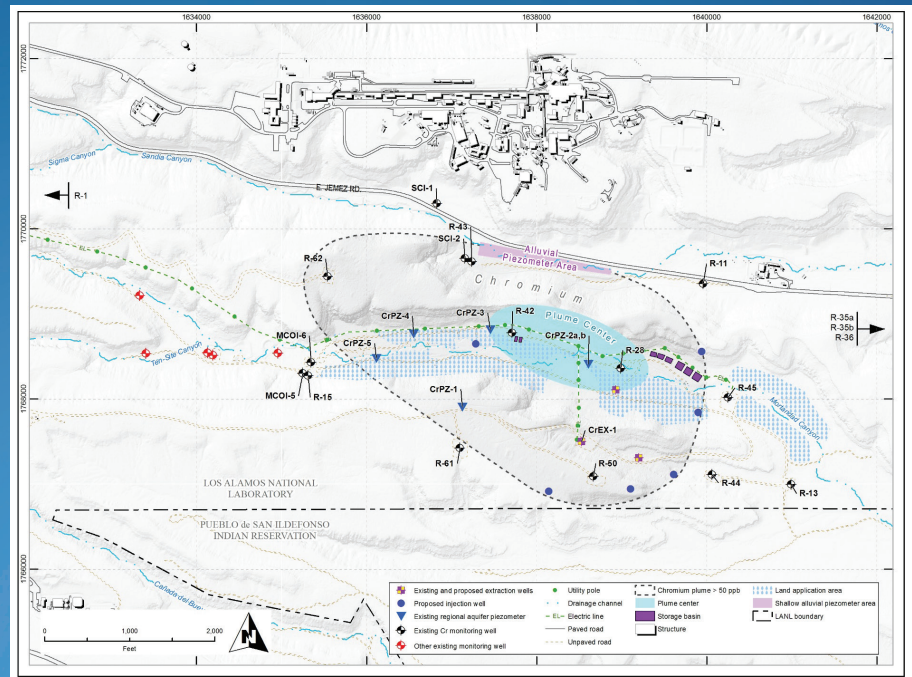 1634000
1636000
1638000
1640000
1642000
1772000
1770000
1768000
1766000
Sigma Canyon
Sandia Canyon
E. JEMEZ RD.
SCI-1
R-1
R-43
SCI-2
Alluvial
Piezometer Area
R-11
R-62
Chromium
Plume Center
R-35a
R-35b
R-36
CrPZ-4
CrPZ-3
R-42
CrPZ-2a,b
R-28
EL
MCOI-6
Ten-Site Canyon
CrPZ-5
MCOI-5
R-15
CrPZ-1
R-45
Mortandad Canyon
CrEX-1
R-61
R-50
R-44
R-13
LOS ALAMOS NATIONAL
LABORATORY
PUEBLO de SAN ILDEFONSO
INDIAN RESERVATION
Cañada del Bue
0 1,000 2,000
Feet
N
Existing and proposed extraction wells
Proposed injection well
Existing regional aquifer piezometer
Existing Cr monitoring well
Other existing monitoring well
Utility pole
Drainage channel
EL Electric line
Paved road
Unpaved road
Chromium plume > 50 ppb
Plume center
Storage basin
Structure
Land application area
Shallow alluvial piezometer area
LANL boundary